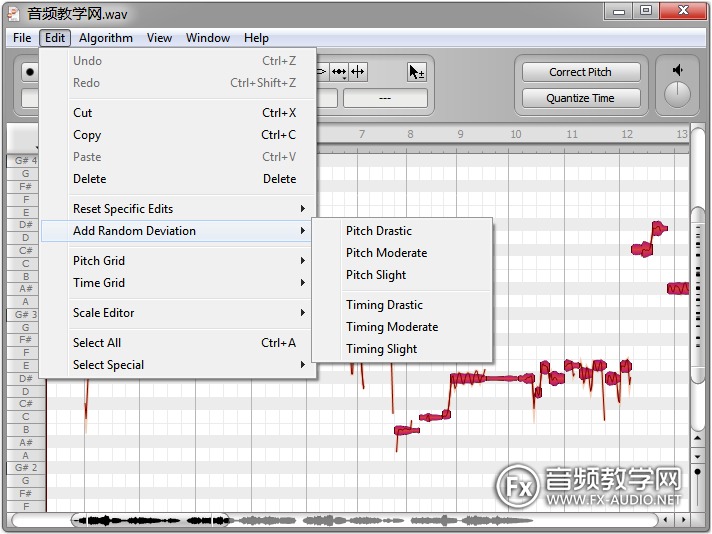 音频教学网.wav
File Edit Algorithm View Window Help
Undo Ctrl+Z
Redo Ctrl+Shift+Z
Cut Ctrl+X
Copy Ctrl+C
Paste Ctrl+V
Delete Delete
Reset Specific Edits
Add Random Deviation
Pitch Grid
Time Grid
Scale Editor
Select All Ctrl+A
Select Special
Pitch Drastic
Pitch Moderate
Pitch Slight
Timing Drastic
Timing Moderate
Timing Slight
---
Correct Pitch
Quantize Time
7 8 9 10 11 12 13
G# 4
G
F#
F
E
D#
D
C#
C
B
A#
A
G# 3
G
F#
F
E
D#
D
C#
C
B
A#
A
G# 2
G
F#
F
Fx 音频教学网
WWW.FX-AUDIO.NET